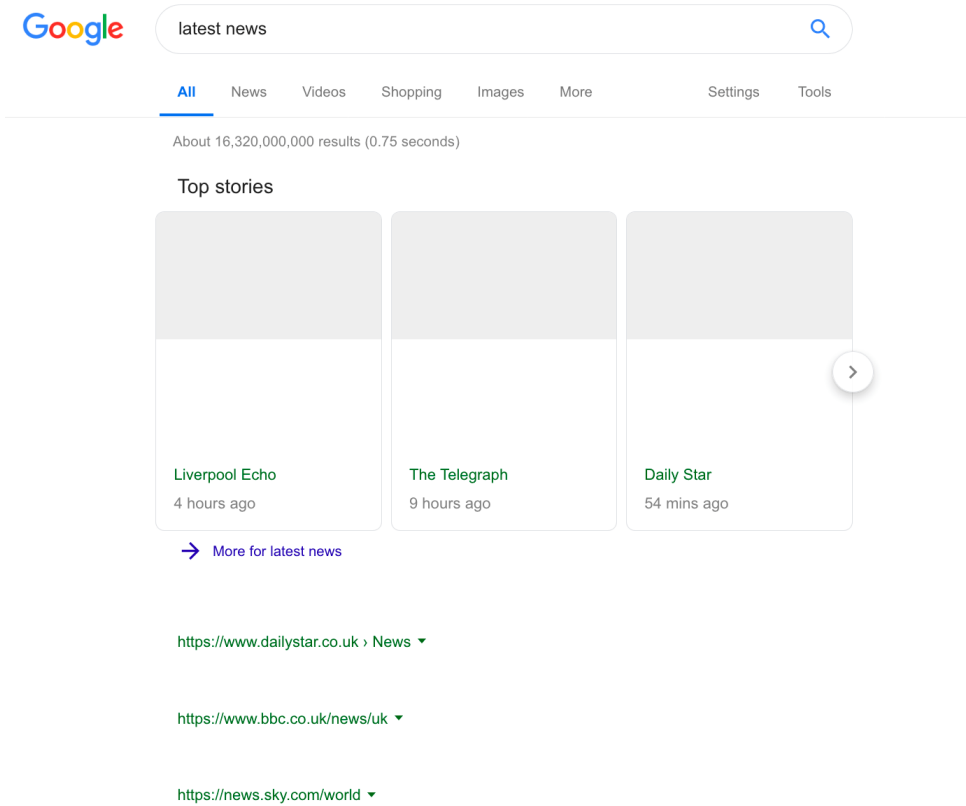 Google
latest news
All News Videos Shopping Images More Settings Tools
About 16,320,000,000 results (0.75 seconds)
Top stories
Liverpool Echo
4 hours ago
The Telegraph
9 hours ago
Daily Star
54 mins ago
More for latest news
https://www.dailystar.co.uk › News
https://www.bbc.co.uk/news/uk
https://news.sky.com/world